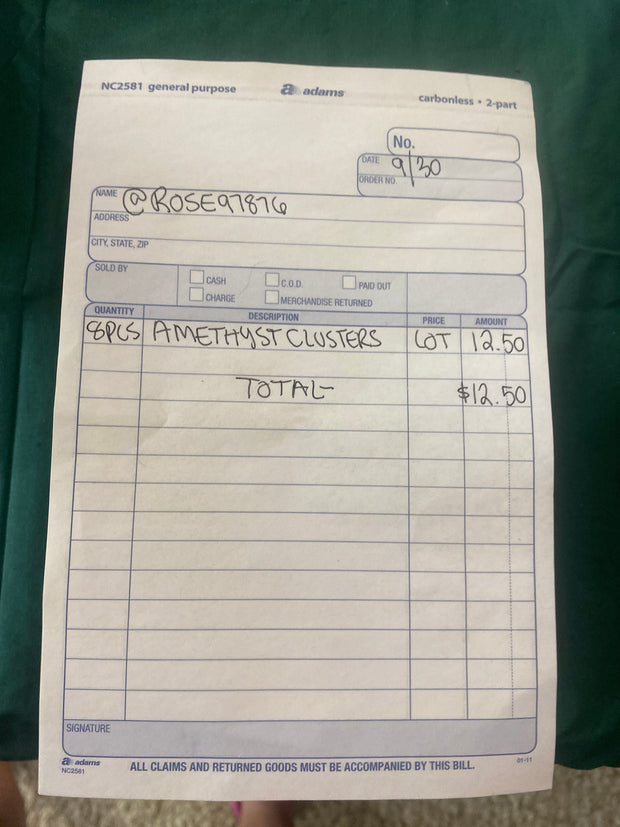 NC2581 general purpose
a adams
carbonless • 2-part
No.
DATE 9/30
ORDER NO.
NAME @ROSE97876
ADDRESS
CITY, STATE, ZIP
SOLD BY
CASH C.O.D. PAID OUT
CHARGE MERCHANDISE RETURNED
QUANTITY DESCRIPTION PRICE AMOUNT
8PCS AMETHYST CLUSTERS LOT 12.50
TOTAL $12.50
SIGNATURE
a adams
NC2581
ALL CLAIMS AND RETURNED GOODS MUST BE ACCOMPANIED BY THIS BILL.
01-11